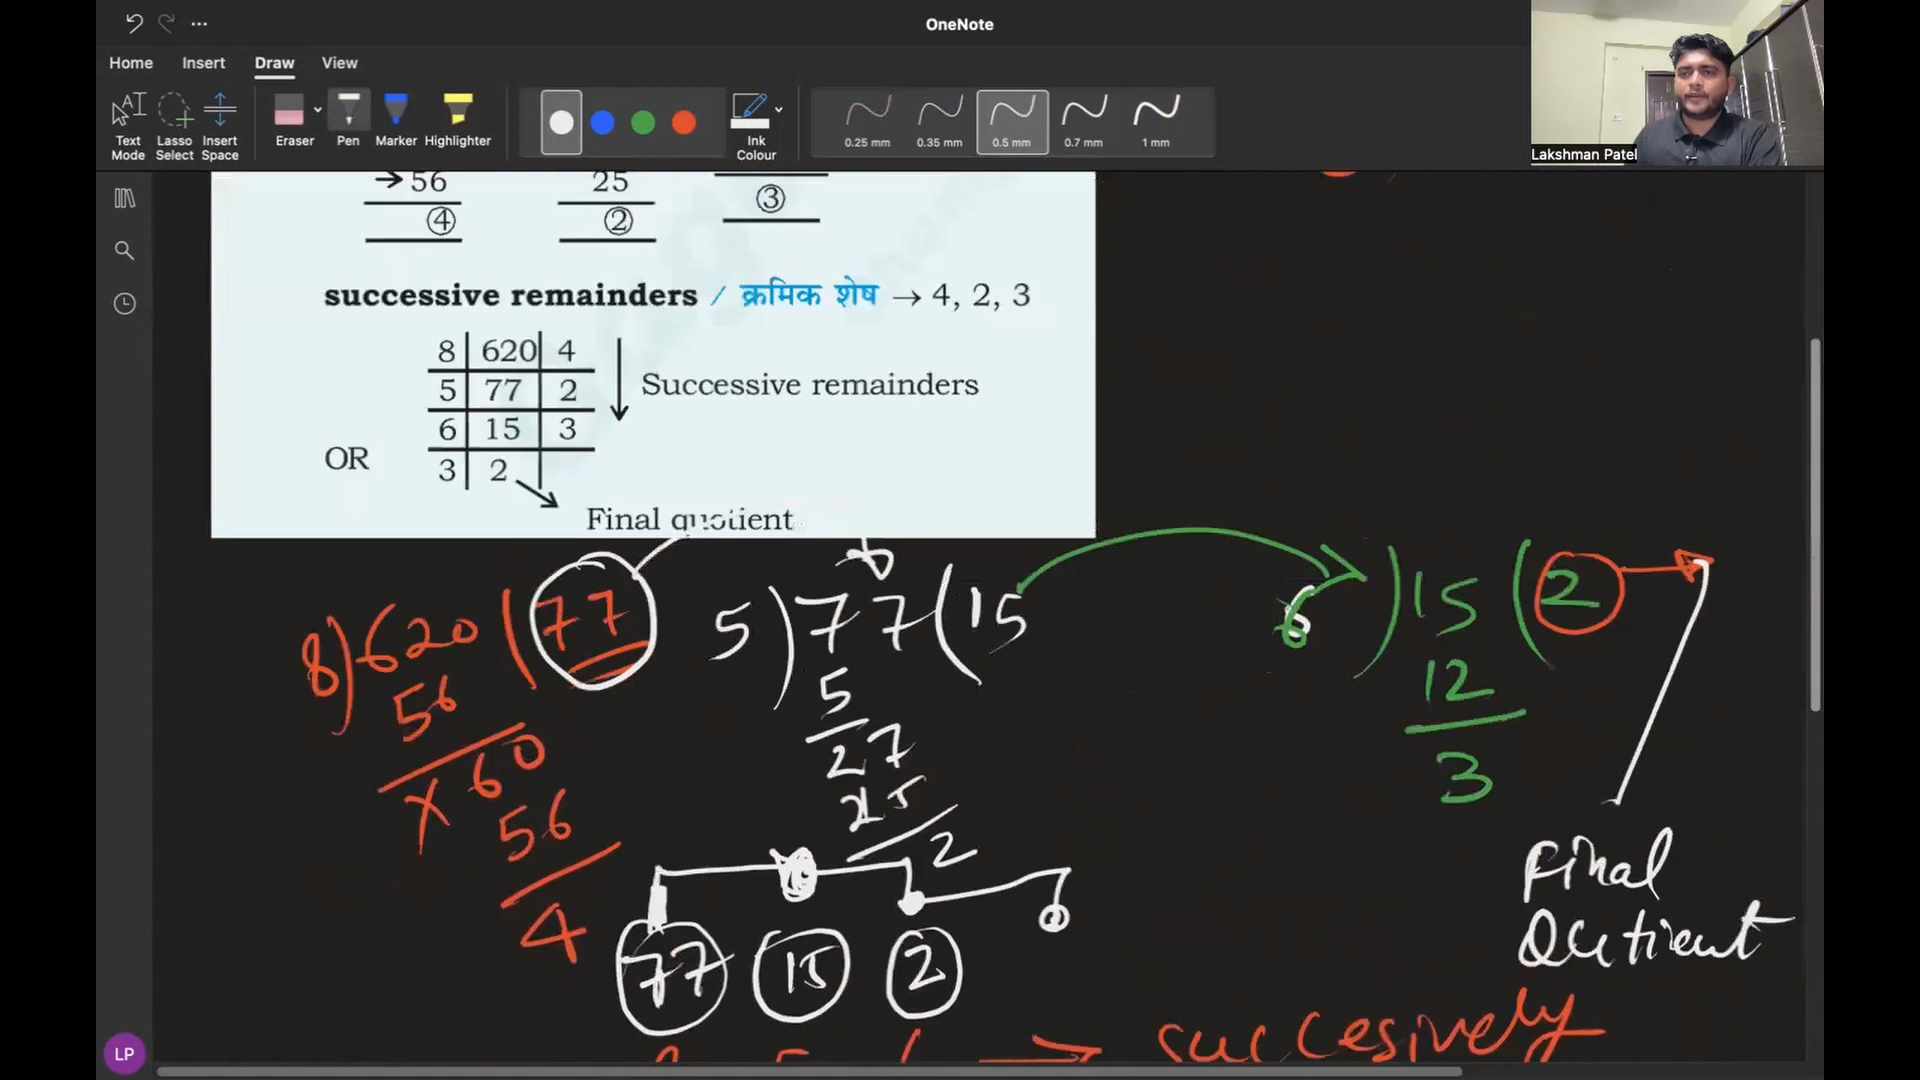 OneNote
Home Insert Draw View
Text Mode
Lasso Select
Insert Space
Eraser
Pen
Marker
Highlighter
Ink Colour
0.25 mm
0.35 mm
0.5 mm
0.7 mm
1 mm
Lakshman Patel
→ 56 25
④ ② ③
successive remainders / क्रमिक शेष → 4, 2, 3
8 620 4
5 77 2
6 15 3
3 2
Successive remainders
OR
Final quotient
8)620(77
56
x60
56
4
5)77(15
5
27
25
2
6)15(2
12
3
77 15 2
Final
Qutient
→ succesively
LP